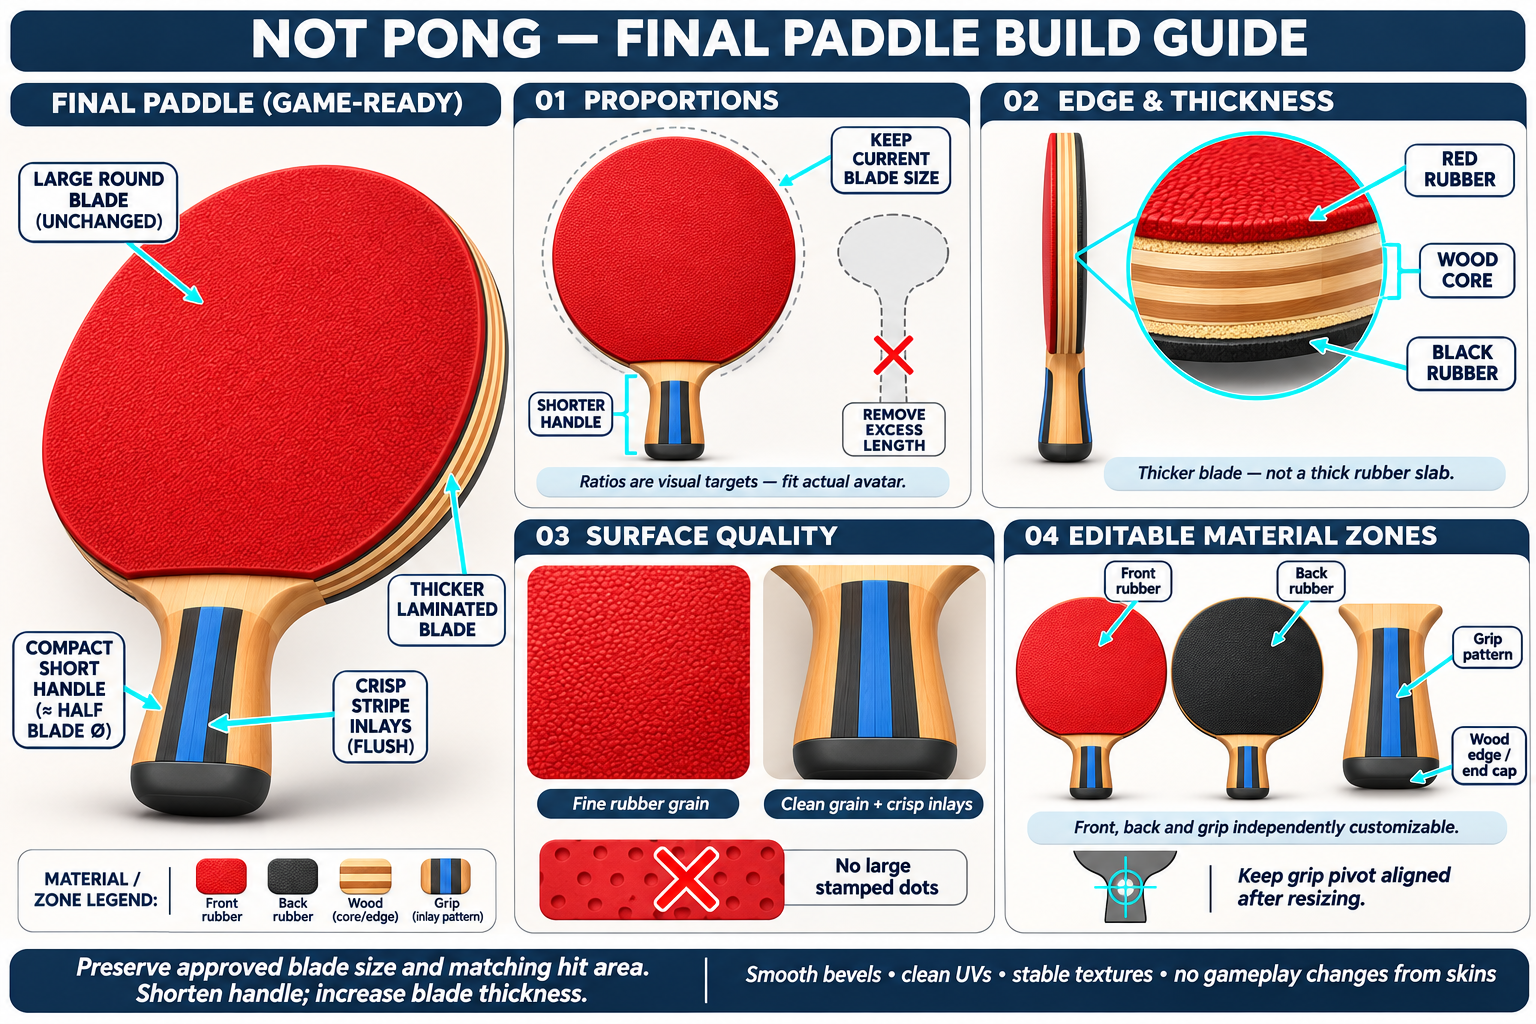 NOT PONG — FINAL PADDLE BUILD GUIDE
FINAL PADDLE (GAME-READY)
LARGE ROUND
BLADE
(UNCHANGED)
THICKER
LAMINATED
BLADE
COMPACT
SHORT
HANDLE
(≈ HALF
BLADE Ø)
CRISP
STRIPE
INLAYS
(FLUSH)
MATERIAL /
ZONE LEGEND:
Front
rubber
Back
rubber
Wood
(core/edge)
Grip
(inlay pattern)
01 PROPORTIONS
KEEP
CURRENT
BLADE SIZE
SHORTER
HANDLE
REMOVE
EXCESS
LENGTH
Ratios are visual targets — fit actual avatar.
02 EDGE & THICKNESS
RED
RUBBER
WOOD
CORE
BLACK
RUBBER
Thicker blade — not a thick rubber slab.
03 SURFACE QUALITY
Fine rubber grain
Clean grain + crisp inlays
No large
stamped dots
04 EDITABLE MATERIAL ZONES
Front
rubber
Back
rubber
Grip
pattern
Wood
edge /
end cap
Front, back and grip independently customizable.
Keep grip pivot aligned
after resizing.
Preserve approved blade size and matching hit area.
Shorten handle; increase blade thickness.
Smooth bevels • clean UVs • stable textures • no gameplay changes from skins